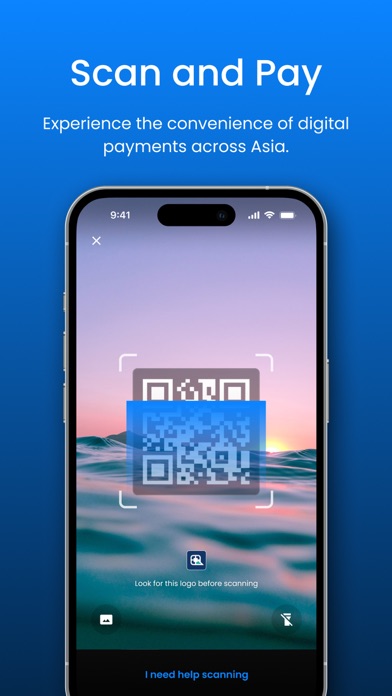 Scan and Pay
Experience the convenience of digital
payments across Asia.
9:41
Look for this logo before scanning
I need help scanning